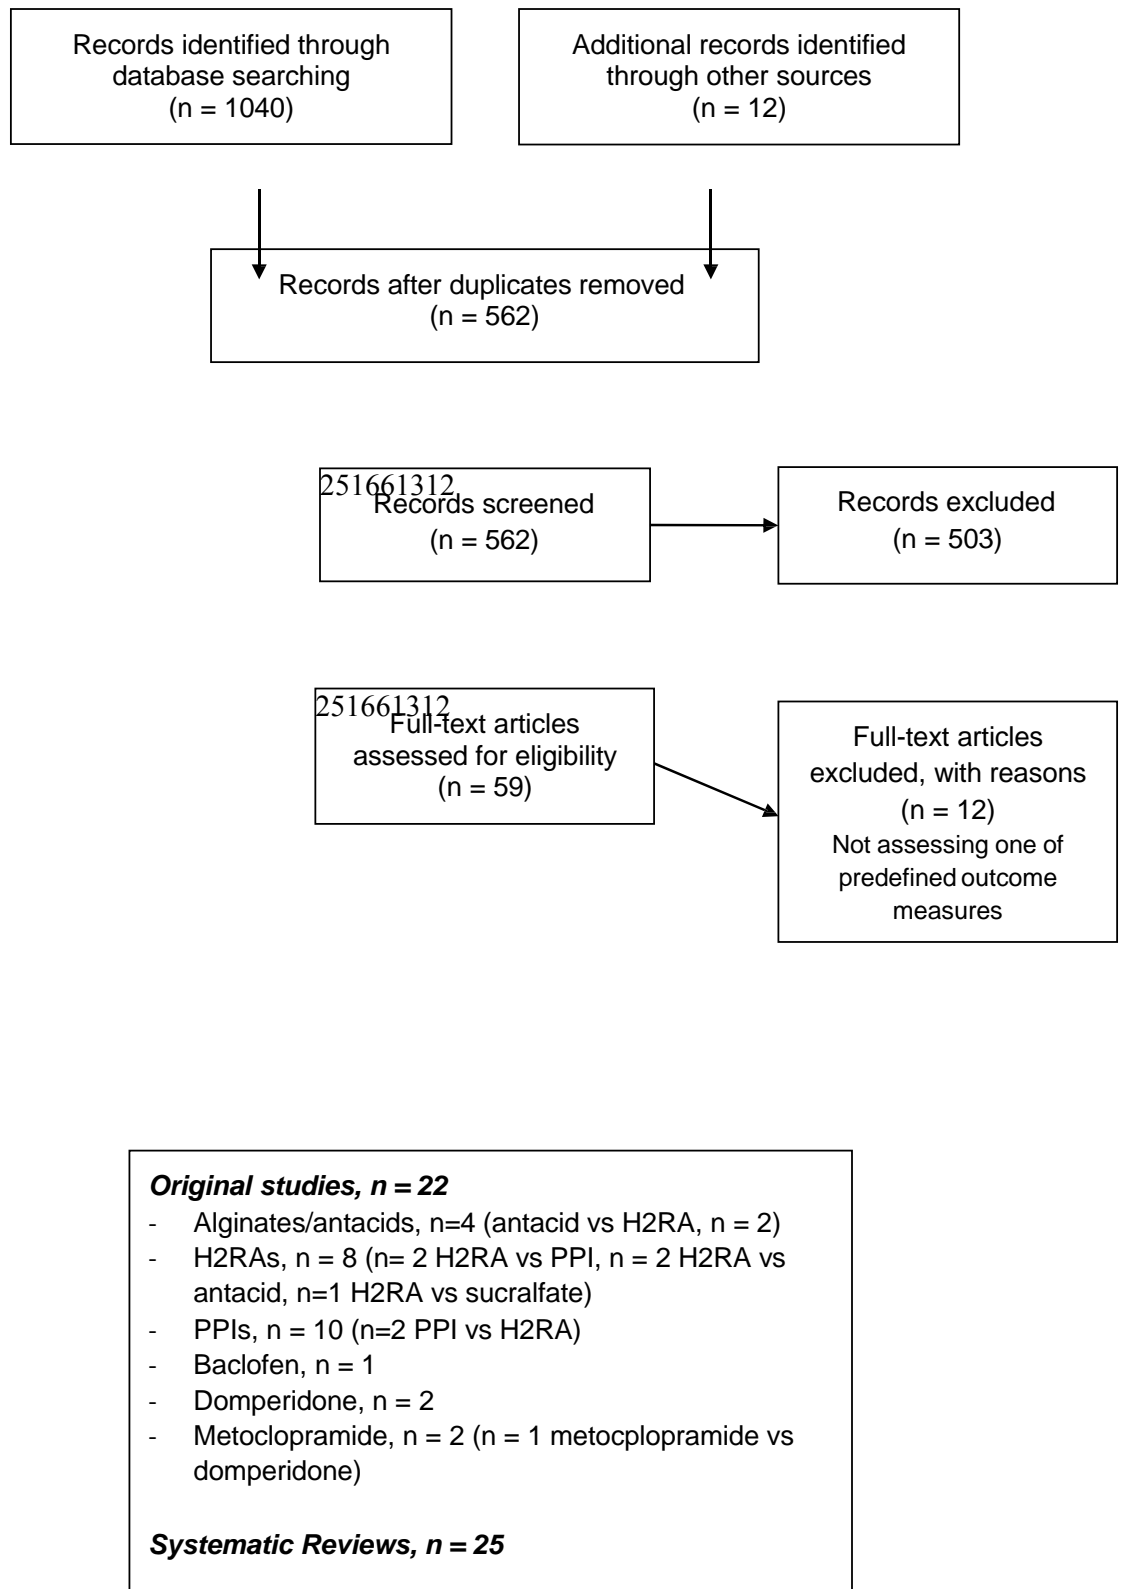 Records identified through
database searching
(n = 1040)
Additional records identified
through other sources
(n = 12)
Records after duplicates removed
(n = 562)
251661312
Records screened
(n = 562)
Records excluded
(n = 503)
251661312
Full-text articles
assessed for eligibility
(n = 59)
Full-text articles
excluded, with reasons
(n = 12)
Not assessing one of
predefined outcome
measures
Original studies, n = 22
- Alginates/antacids, n=4 (antacid vs H2RA, n = 2)
- H2RAs, n = 8 (n= 2 H2RA vs PPI, n = 2 H2RA vs
antacid, n=1 H2RA vs sucralfate)
- PPIs, n = 10 (n=2 PPI vs H2RA)
- Baclofen, n = 1
- Domperidone, n = 2
- Metoclopramide, n = 2 (n = 1 metocplopramide vs
domperidone)
Systematic Reviews, n = 25